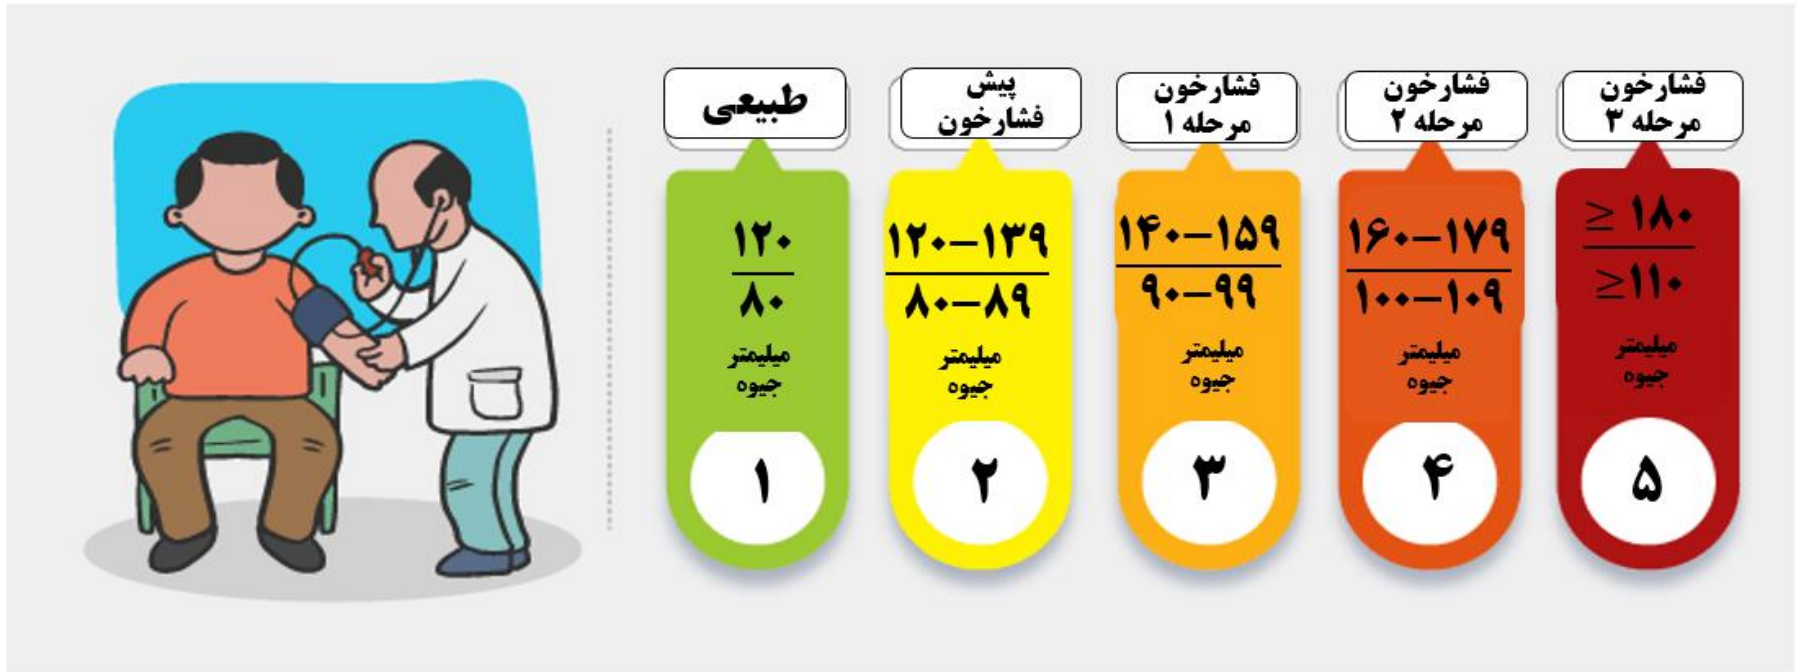 طبیعی
۱۲۰
۸۰
میلیمتر
جیوه
۱
پیش
فشارخون
۱۲۰–۱۳۹
۸۰–۸۹
میلیمتر
جیوه
۲
فشارخون
مرحله ۱
۱۴۰–۱۵۹
۹۰–۹۹
میلیمتر
جیوه
۳
فشارخون
مرحله ۲
۱۶۰–۱۷۹
۱۰۰–۱۰۹
میلیمتر
جیوه
۴
فشارخون
مرحله ۳
≥ ۱۸۰
≥۱۱۰
میلیمتر
جیوه
۵